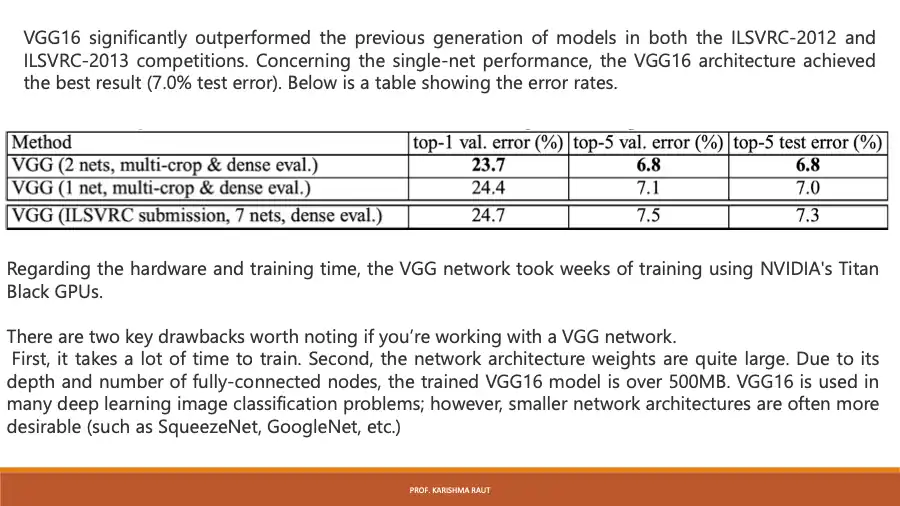 VGG16 significantly outperformed the previous generation of models in both the ILSVRC-2012 and
ILSVRC-2013 competitions. Concerning the single-net performance, the VGG16 architecture achieved
the best result (7.0% test error). Below is a table showing the error rates.
Method top-1 val. error (%) top-5 val. error (%) top-5 test error (%)
VGG (2 nets, multi-crop & dense eval.) 23.7 6.8 6.8
VGG (1 net, multi-crop & dense eval.) 24.4 7.1 7.0
VGG (ILSVRC submission, 7 nets, dense eval.) 24.7 7.5 7.3
Regarding the hardware and training time, the VGG network took weeks of training using NVIDIA's Titan
Black GPUs.
There are two key drawbacks worth noting if you’re working with a VGG network.
First, it takes a lot of time to train. Second, the network architecture weights are quite large. Due to its
depth and number of fully-connected nodes, the trained VGG16 model is over 500MB. VGG16 is used in
many deep learning image classification problems; however, smaller network architectures are often more
desirable (such as SqueezeNet, GoogleNet, etc.)
PROF. KARISHMA RAUT